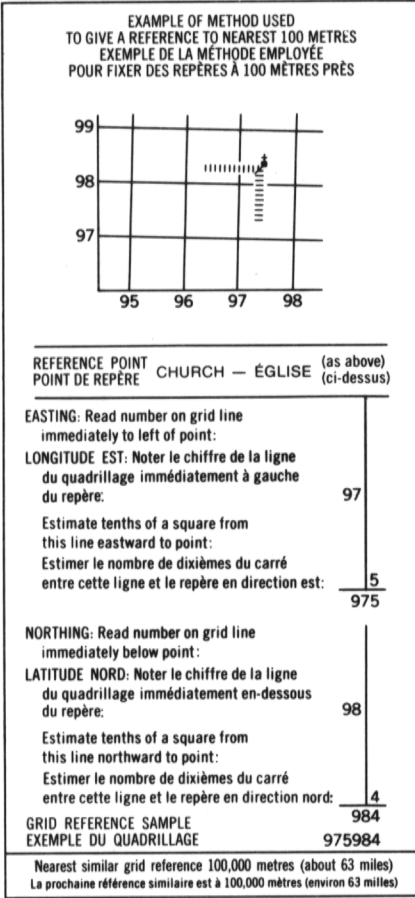 EXAMPLE OF METHOD USED
TO GIVE A REFERENCE TO NEAREST 100 METRES
EXEMPLE DE LA MÉTHODE EMPLOYÉE
POUR FIXER DES REPÈRES À 100 MÈTRES PRÈS
99
98
97
95 96 97 98
REFERENCE POINT CHURCH — ÉGLISE (as above)
POINT DE REPÈRE (ci-dessus)
EASTING: Read number on grid line
immediately to left of point:
LONGITUDE EST: Noter le chiffre de la ligne
du quadrillage immédiatement à gauche
du repère: 97
Estimate tenths of a square from
this line eastward to point:
Estimer le nombre de dixièmes du carré
entre cette ligne et le repère en direction est: 5
975
NORTHING: Read number on grid line
immediately below point:
LATITUDE NORD: Noter le chiffre de la ligne
du quadrillage immédiatement en-dessous
du repère: 98
Estimate tenths of a square from
this line northward to point:
Estimer le nombre de dixièmes du carré
entre cette ligne et le repère en direction nord: 4
984
GRID REFERENCE SAMPLE
EXEMPLE DU QUADRILLAGE 975984
Nearest similar grid reference 100,000 metres (about 63 miles)
La prochaine référence similaire est à 100,000 mètres (environ 63 milles)